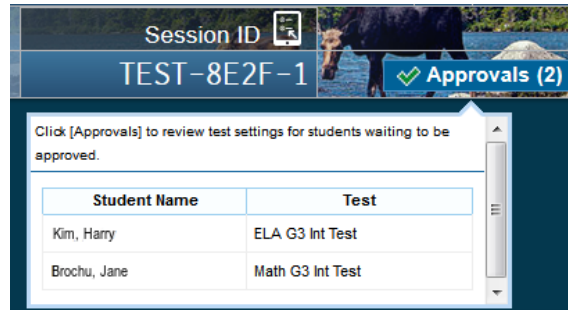 Session ID
TEST-8E2F-1
Approvals (2)
Click [Approvals] to review test settings for students waiting to be
approved.
Student Name Test
Kim, Harry ELA G3 Int Test
Brochu, Jane Math G3 Int Test